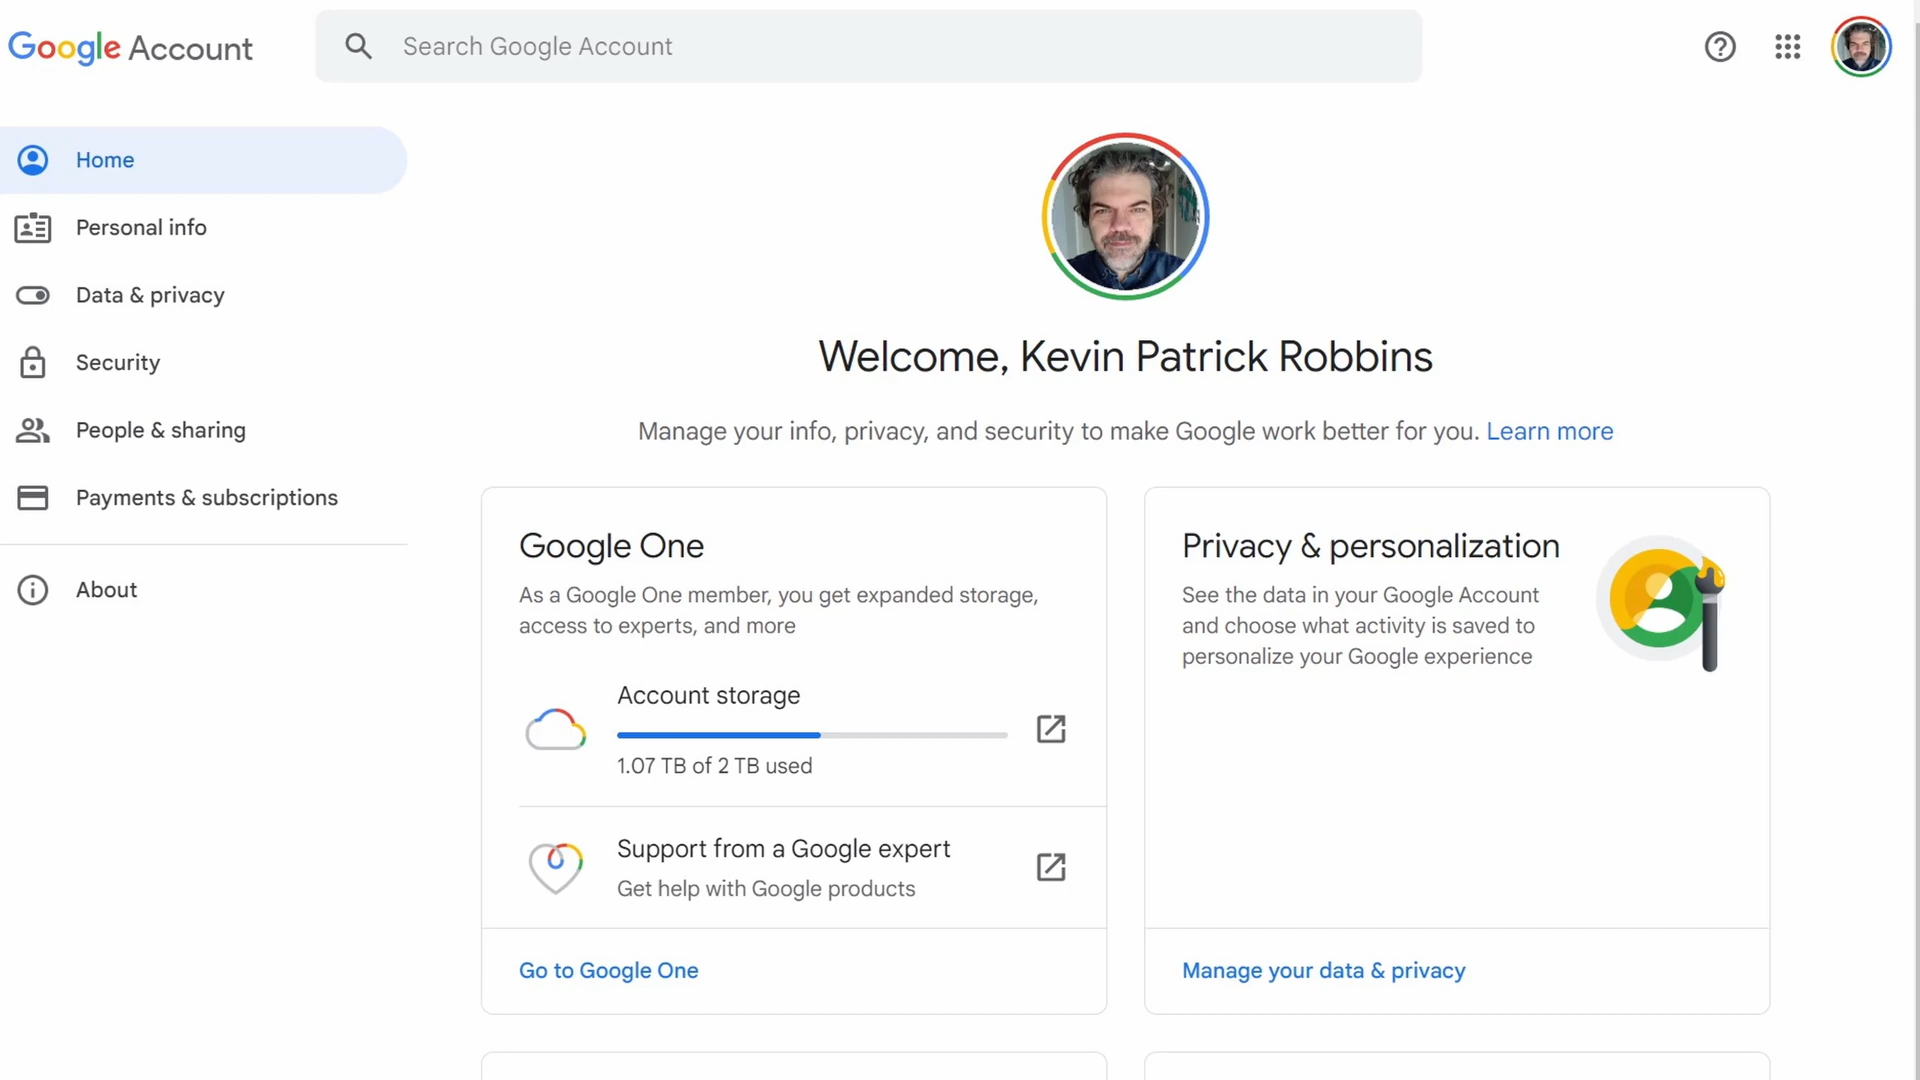 Google Account
Search Google Account
Home
Personal info
Data & privacy
Security
People & sharing
Payments & subscriptions
About
Welcome, Kevin Patrick Robbins
Manage your info, privacy, and security to make Google work better for you. Learn more
Google One
As a Google One member, you get expanded storage,
access to experts, and more
Account storage
1.07 TB of 2 TB used
Support from a Google expert
Get help with Google products
Go to Google One
Privacy & personalization
See the data in your Google Account
and choose what activity is saved to
personalize your Google experience
Manage your data & privacy